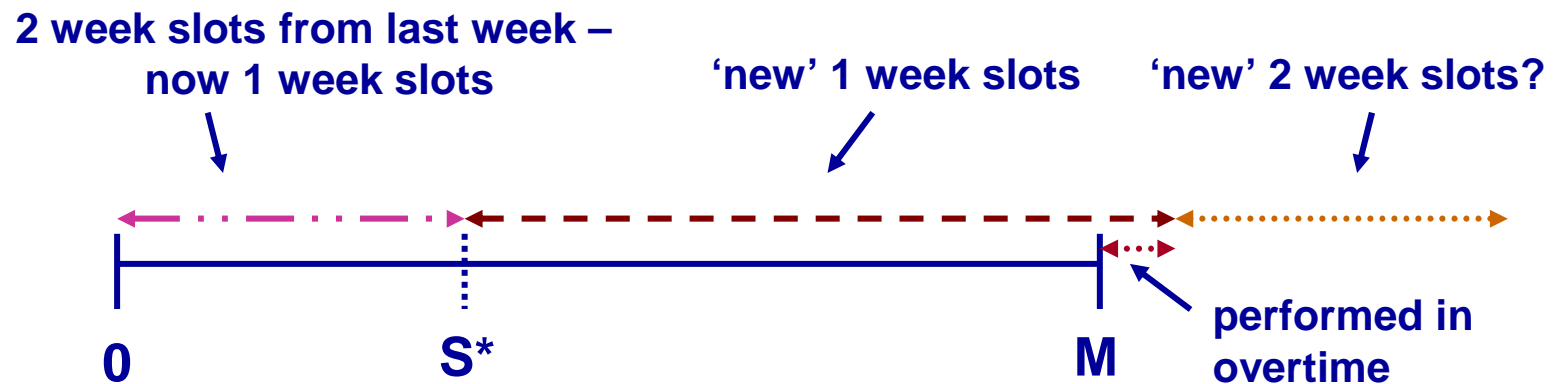 2 week slots from last week –
now 1 week slots
‘new’ 1 week slots
‘new’ 2 week slots?
0
S*
M
performed in
overtime